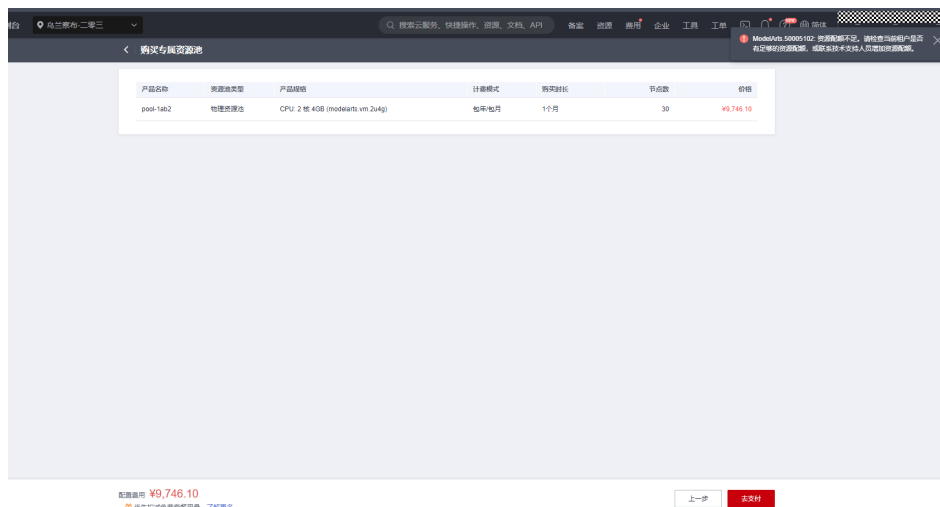 台
乌兰察布-二零三
搜索云服务、快捷操作、资源、文档、API
备案 资源 费用 企业 工具 工单 简体
NEW
ModelArts.50005102: 资源配额不足。请检查当前租户是否
有足够的资源配额，或联系技术支持人员增加资源配额。
购买专属资源池
产品名称 资源池类型 产品规格 计费模式 购买时长 节点数 价格
pool-1ab2 物理资源池 CPU: 2 核 4GB (modelarts.vm.2u4g) 包年/包月 1个月 30 ¥9,746.10
配置费用 ¥9,746.10
上一步 去支付
了解更多